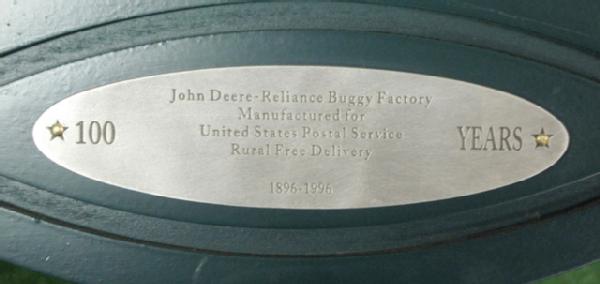 John Deere-Reliance Buggy Factory
Manufactured for
United States Postal Service
Rural Free Delivery
100 YEARS
1896-1996